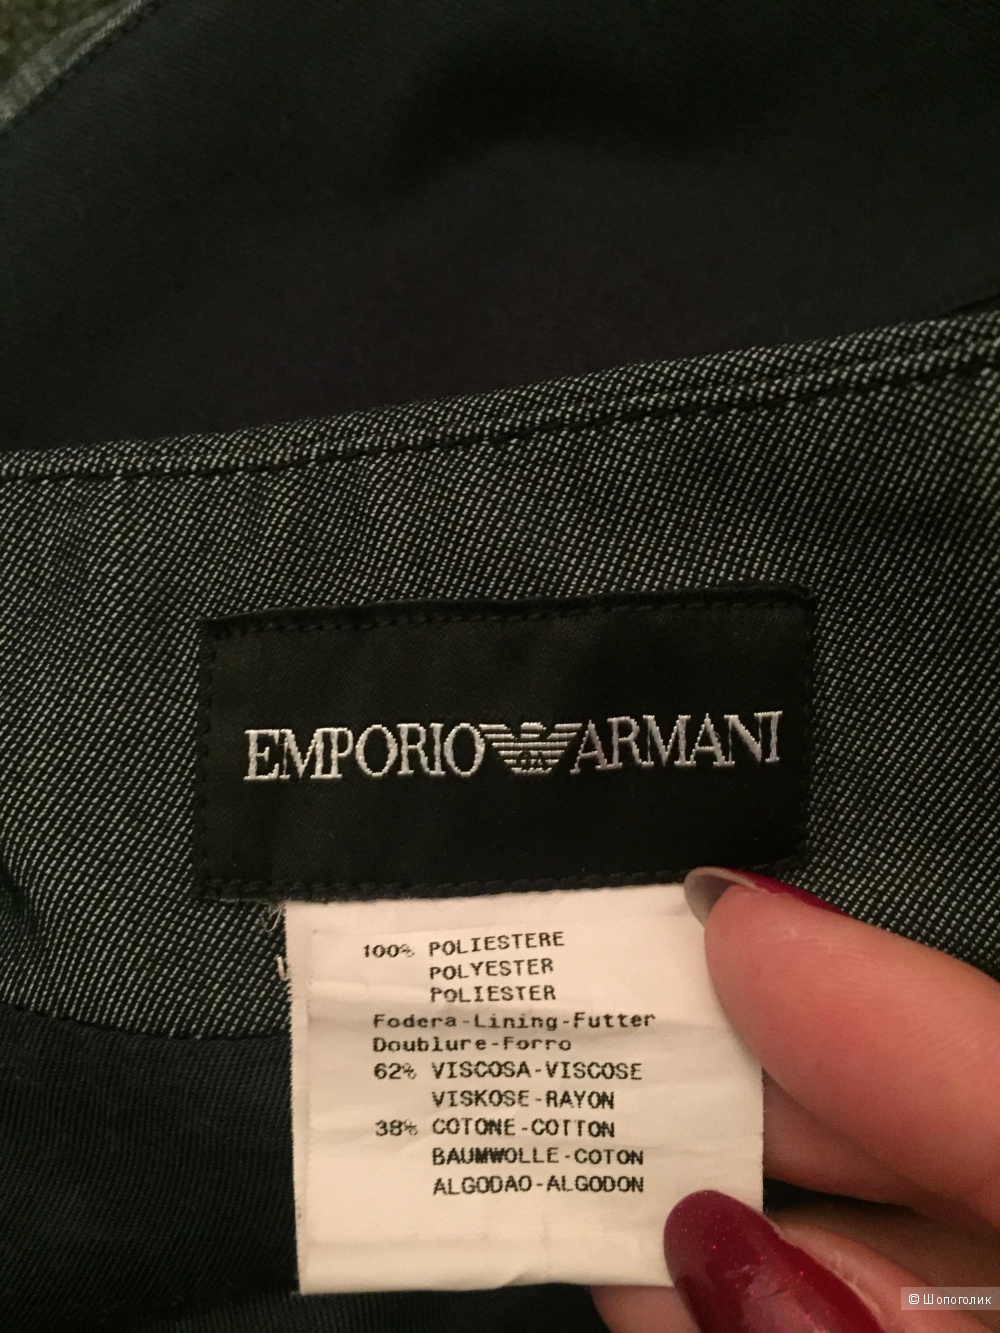 EMPORIO ARMANI
100% POLIESTERE
POLYESTER
POLIESTER
Fodera-Lining-Futter
Doublure-Forro
62% VISCOSA-VISCOSE
VISKOSE-RAYON
38% COTONE-COTTON
BAUMWOLLE-COTON
ALGODAO-ALGODON
© Шопоголик